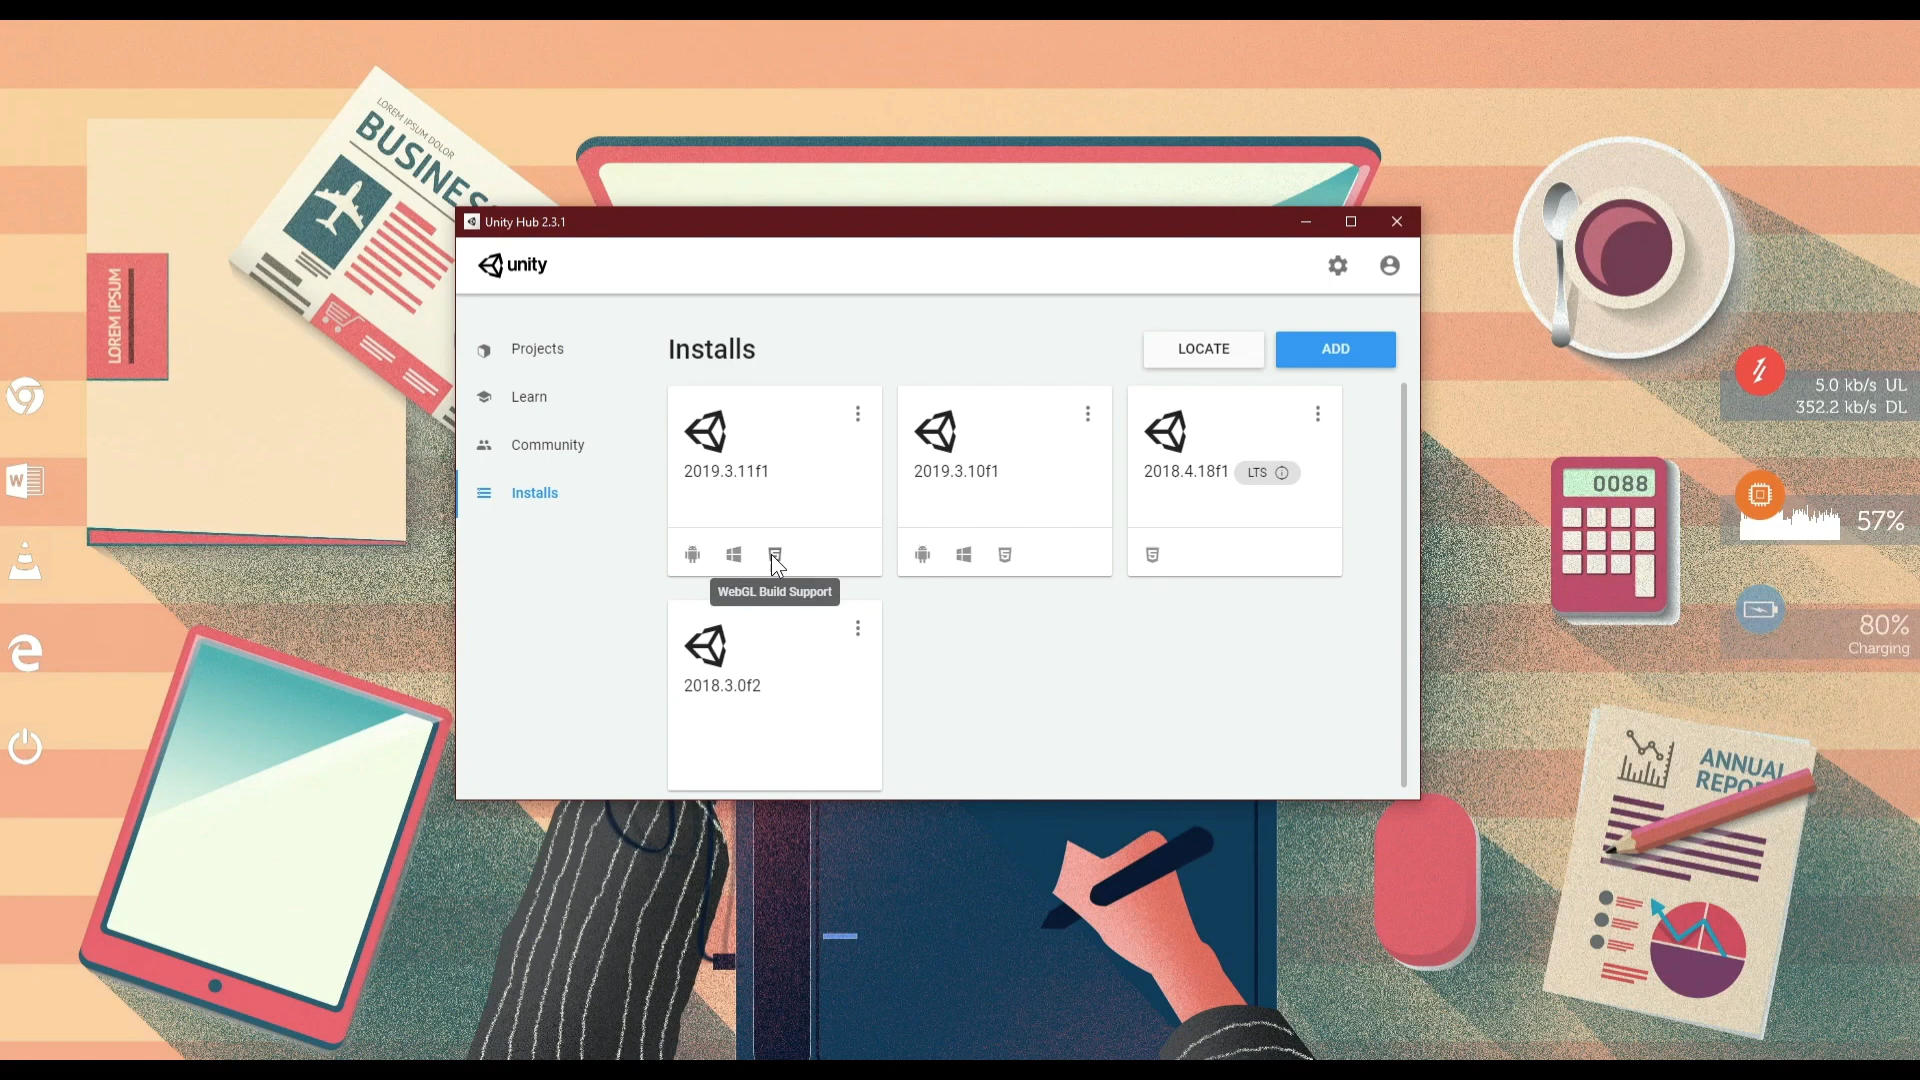 LOREM IPSUM DOLOR
BUSINES
LOREM IPSUM
Unity Hub 2.3.1
unity
Projects
Learn
Community
Installs
Installs
LOCATE
ADD
2019.3.11f1
2019.3.10f1
2018.4.18f1 LTS
WebGL Build Support
2018.3.0f2
5.0 kb/s UL
352.2 kb/s DL
0088
57%
80%
Charging
W
ANNUAL
REPO